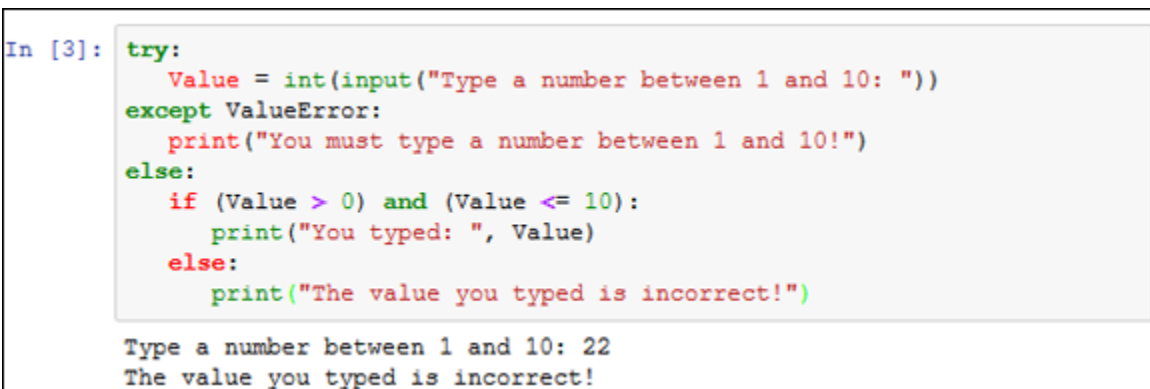 In [3]: try:
   Value = int(input("Type a number between 1 and 10: "))
except ValueError:
   print("You must type a number between 1 and 10!")
else:
   if (Value > 0) and (Value <= 10):
      print("You typed: ", Value)
   else:
      print("The value you typed is incorrect!")
Type a number between 1 and 10: 22
The value you typed is incorrect!